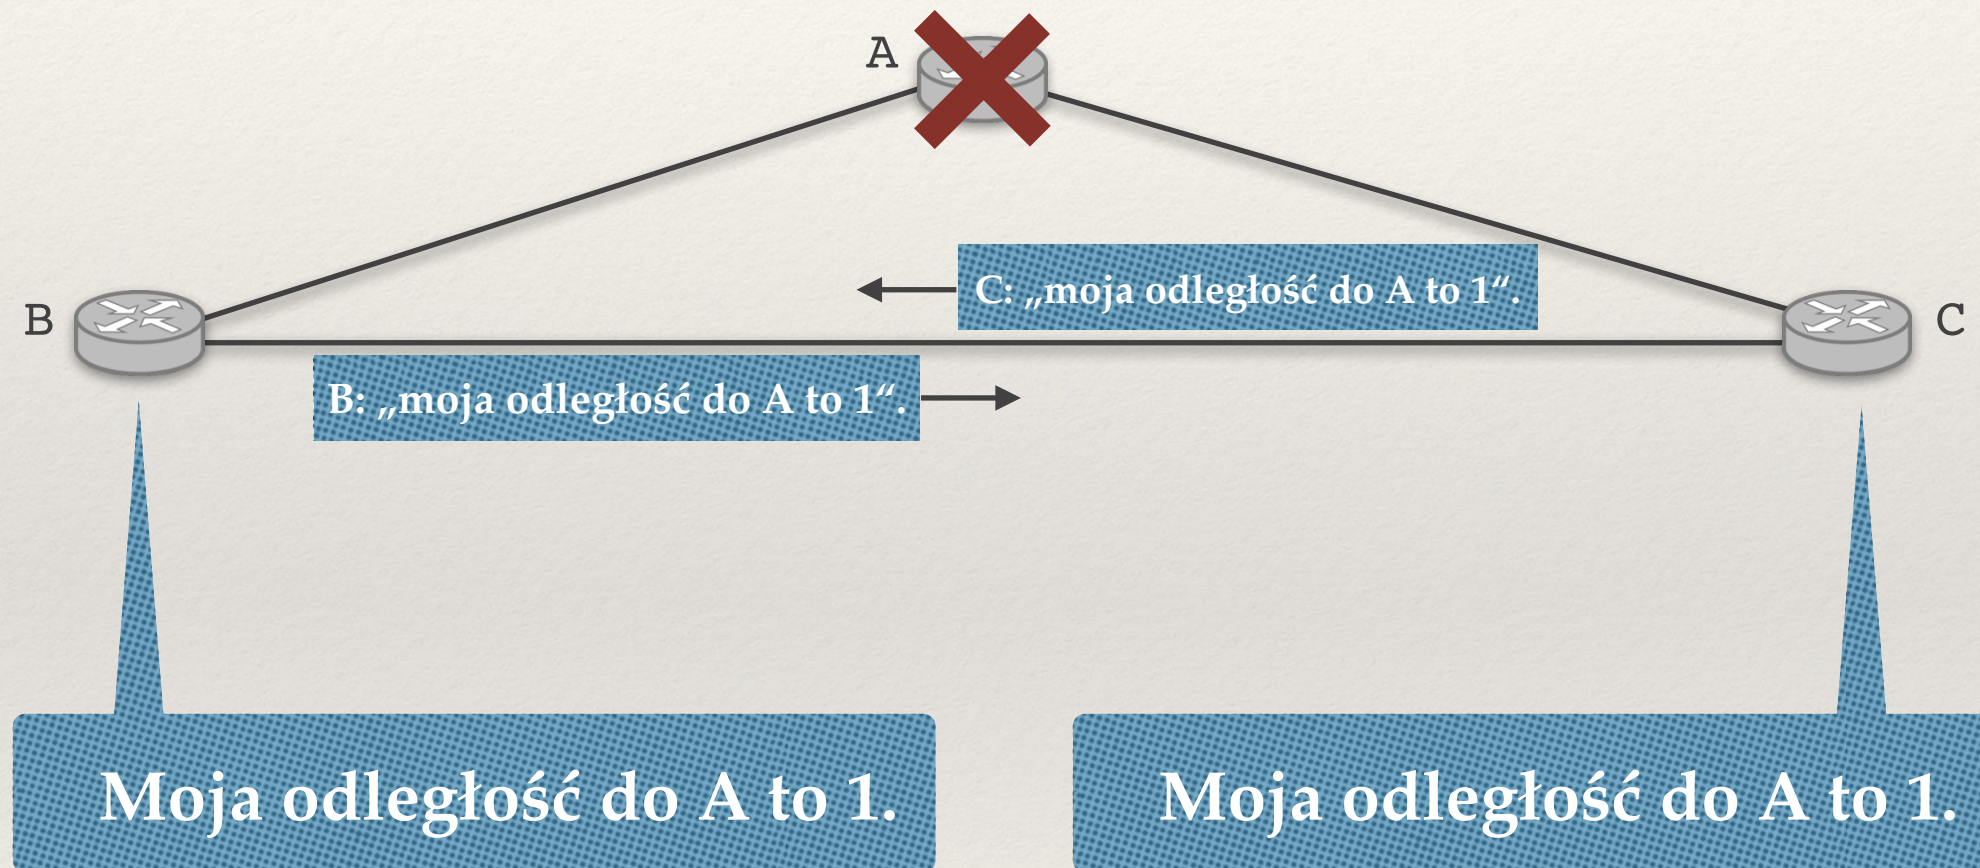 A
C: „moja odległość do A to 1“.
B
C
B: „moja odległość do A to 1“.
Moja odległość do A to 1.
Moja odległość do A to 1.